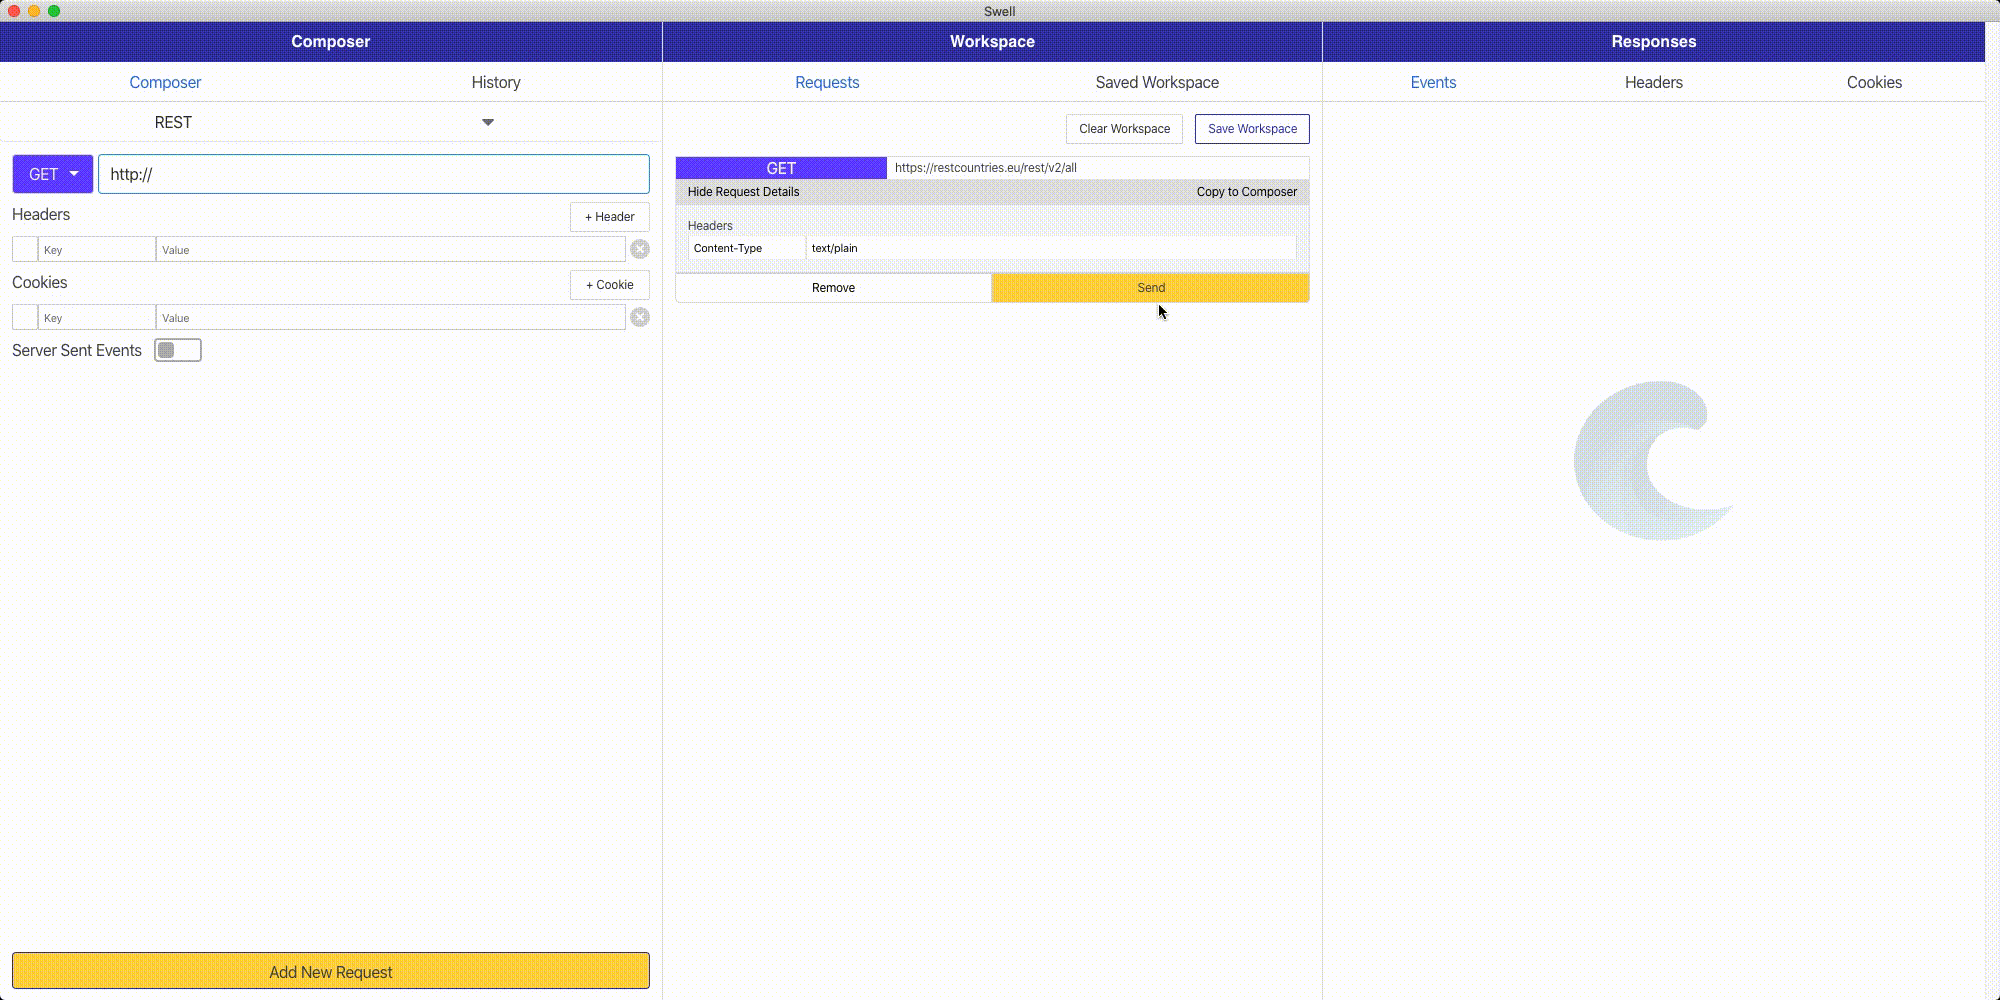 Swell
Composer
Workspace
Responses
Composer
History
Requests
Saved Workspace
Events
Headers
Cookies
REST
Clear Workspace
Save Workspace
GET
http://
GET
https://restcountries.eu/rest/v2/all
Hide Request Details
Copy to Composer
Headers
+ Header
Headers
Key
Value
Content-Type
text/plain
Cookies
+ Cookie
Remove
Send
Key
Value
Server Sent Events
Add New Request